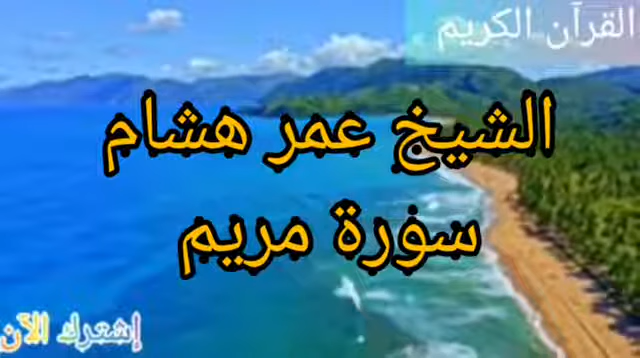 القرآن الكريم
الشيخ عمر هشام
سورة مريم
إشترك الآن